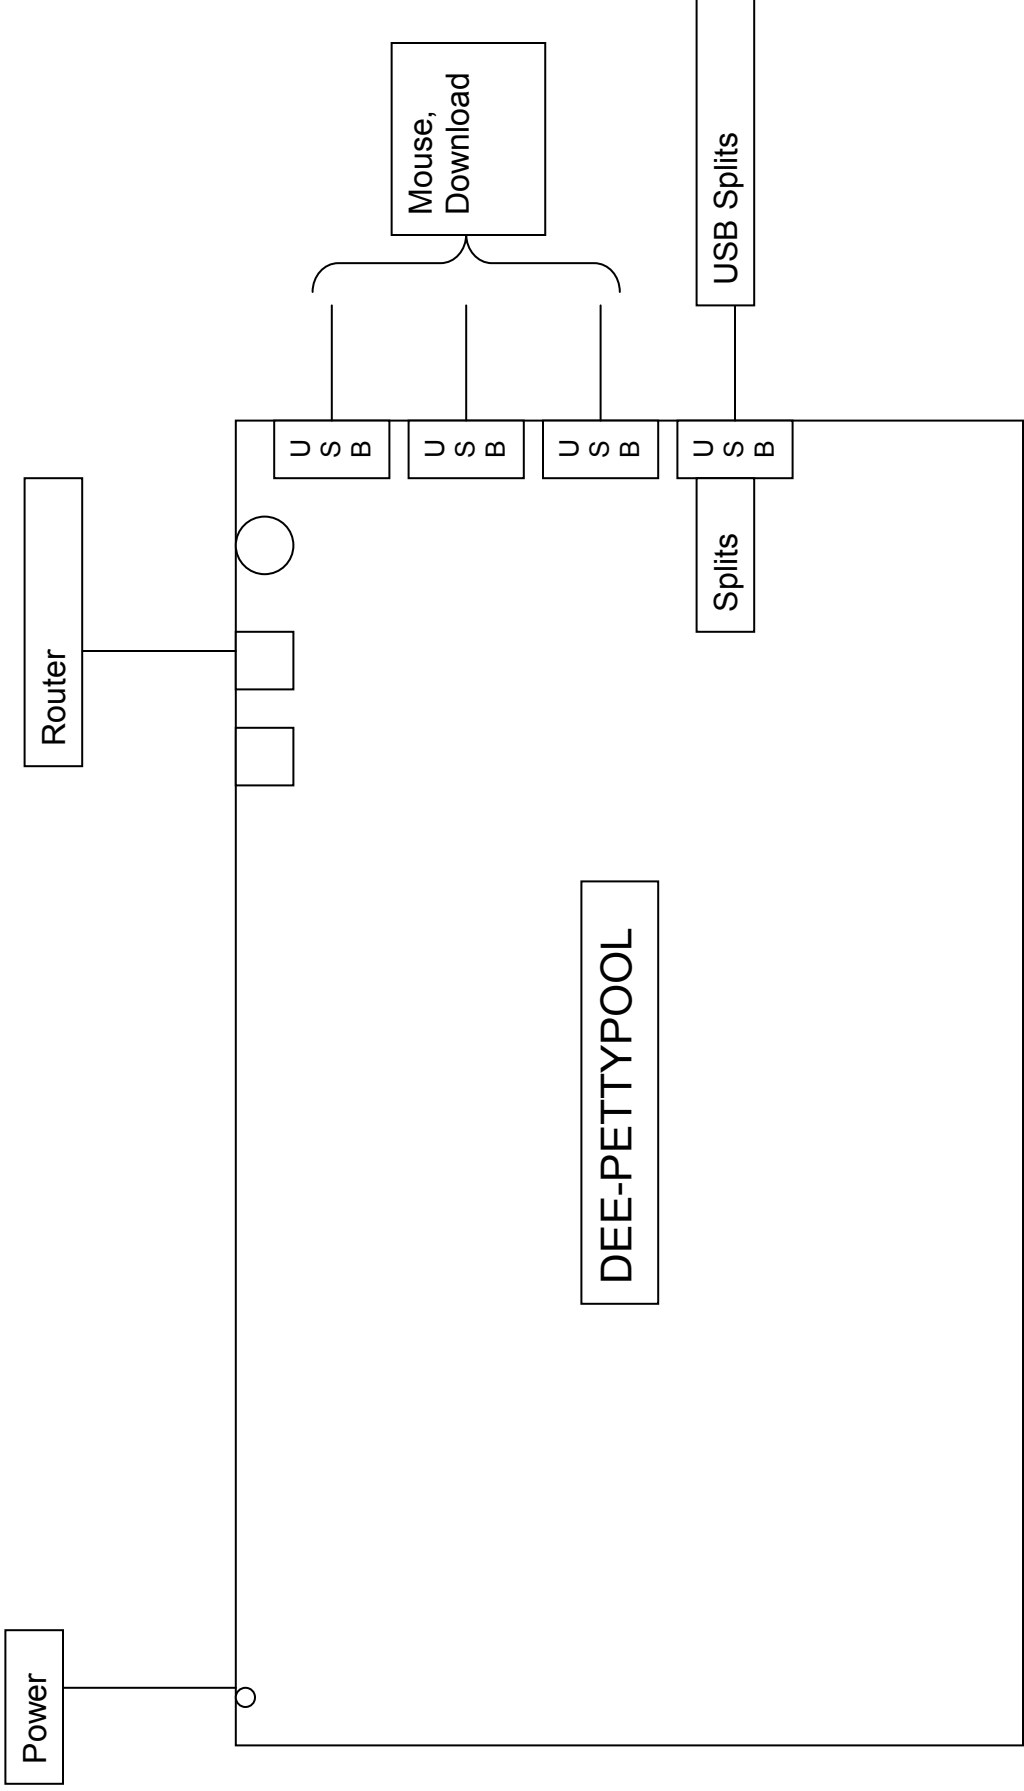 Power
Router
Mouse,
Download
USB Splits
U
S
B
U
S
B
U
S
B
U
S
B
Splits
DEE-PETTYPOOL